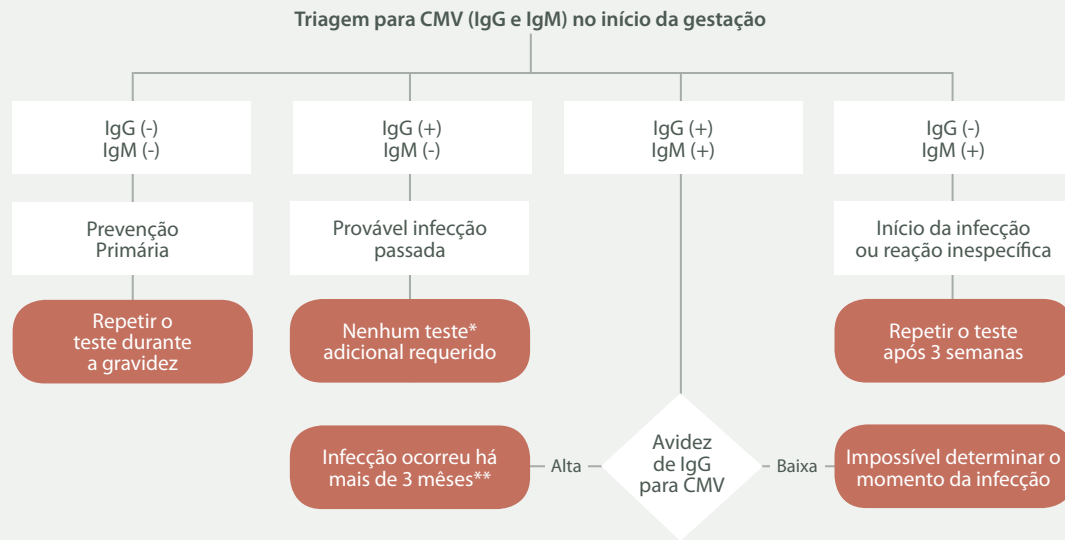 Triagem para CMV (IgG e IgM) no início da gestação
IgG (-)
IgM (-)
IgG (+)
IgM (-)
IgG (+)
IgM (+)
IgG (-)
IgM (+)
Prevenção
Primária
Provável infecção
passada
Início da infecção
ou reação inespecífica
Repetir o
teste durante
a gravidez
Nenhum teste*
adicional requerido
Repetir o teste
após 3 semanas
Infecção ocorreu há
mais de 3 mêses**
Alta
Avidez
de IgG
para CMV
Baixa
Impossível determinar o
momento da infecção